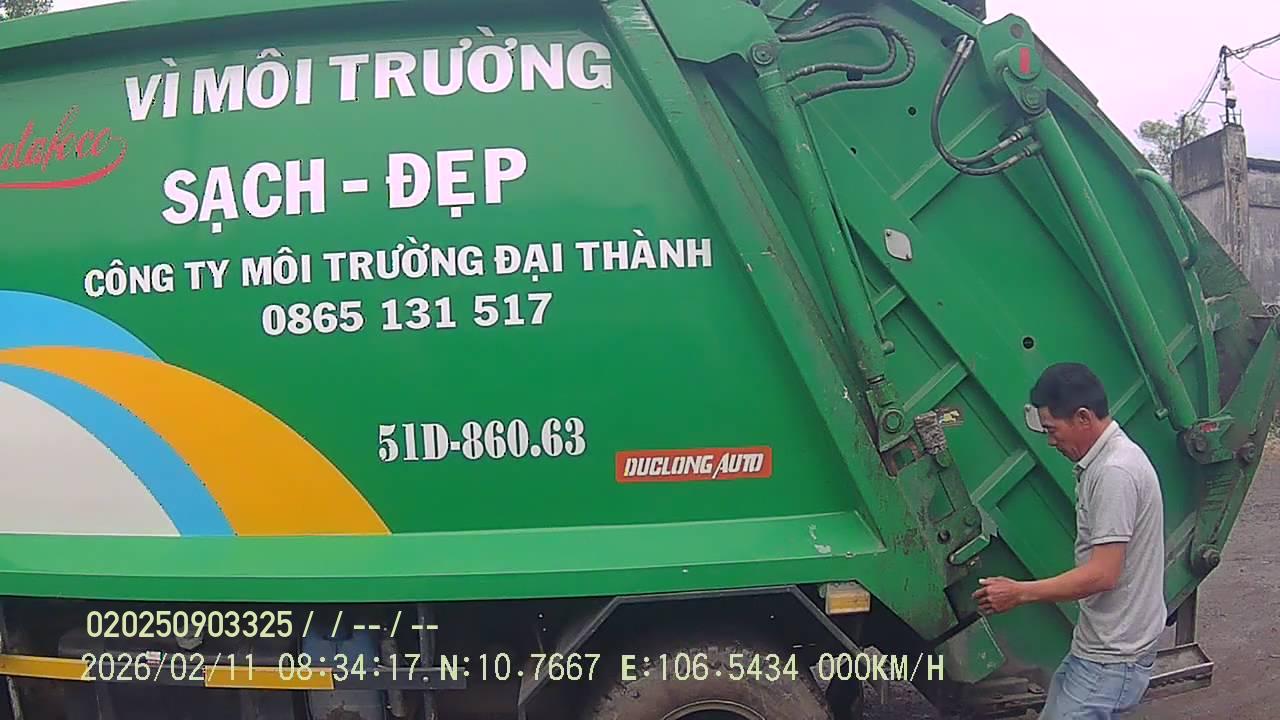 VÌ MÔI TRƯỜNG
SẠCH - ĐẸP
CÔNG TY MÔI TRƯỜNG ĐẠI THÀNH
0865 131 517
51D-860.63
DUCLONG AUTO
020250903325 / / -- / --
2026/02/11 08:34:17 N:10.7667 E:106.5434 000KM/H